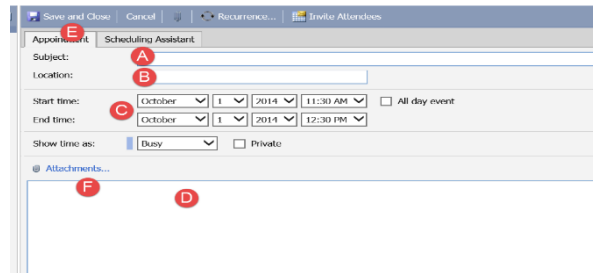 Save and Close Cancel Recurrence... Invite Attendees
E
Appointment Scheduling Assistant
Subject: A
Location: B
Start time: October 1 2014 11:30 AM All day event
C
End time: October 1 2014 12:30 PM
Show time as: Busy Private
Attachments...
F
D